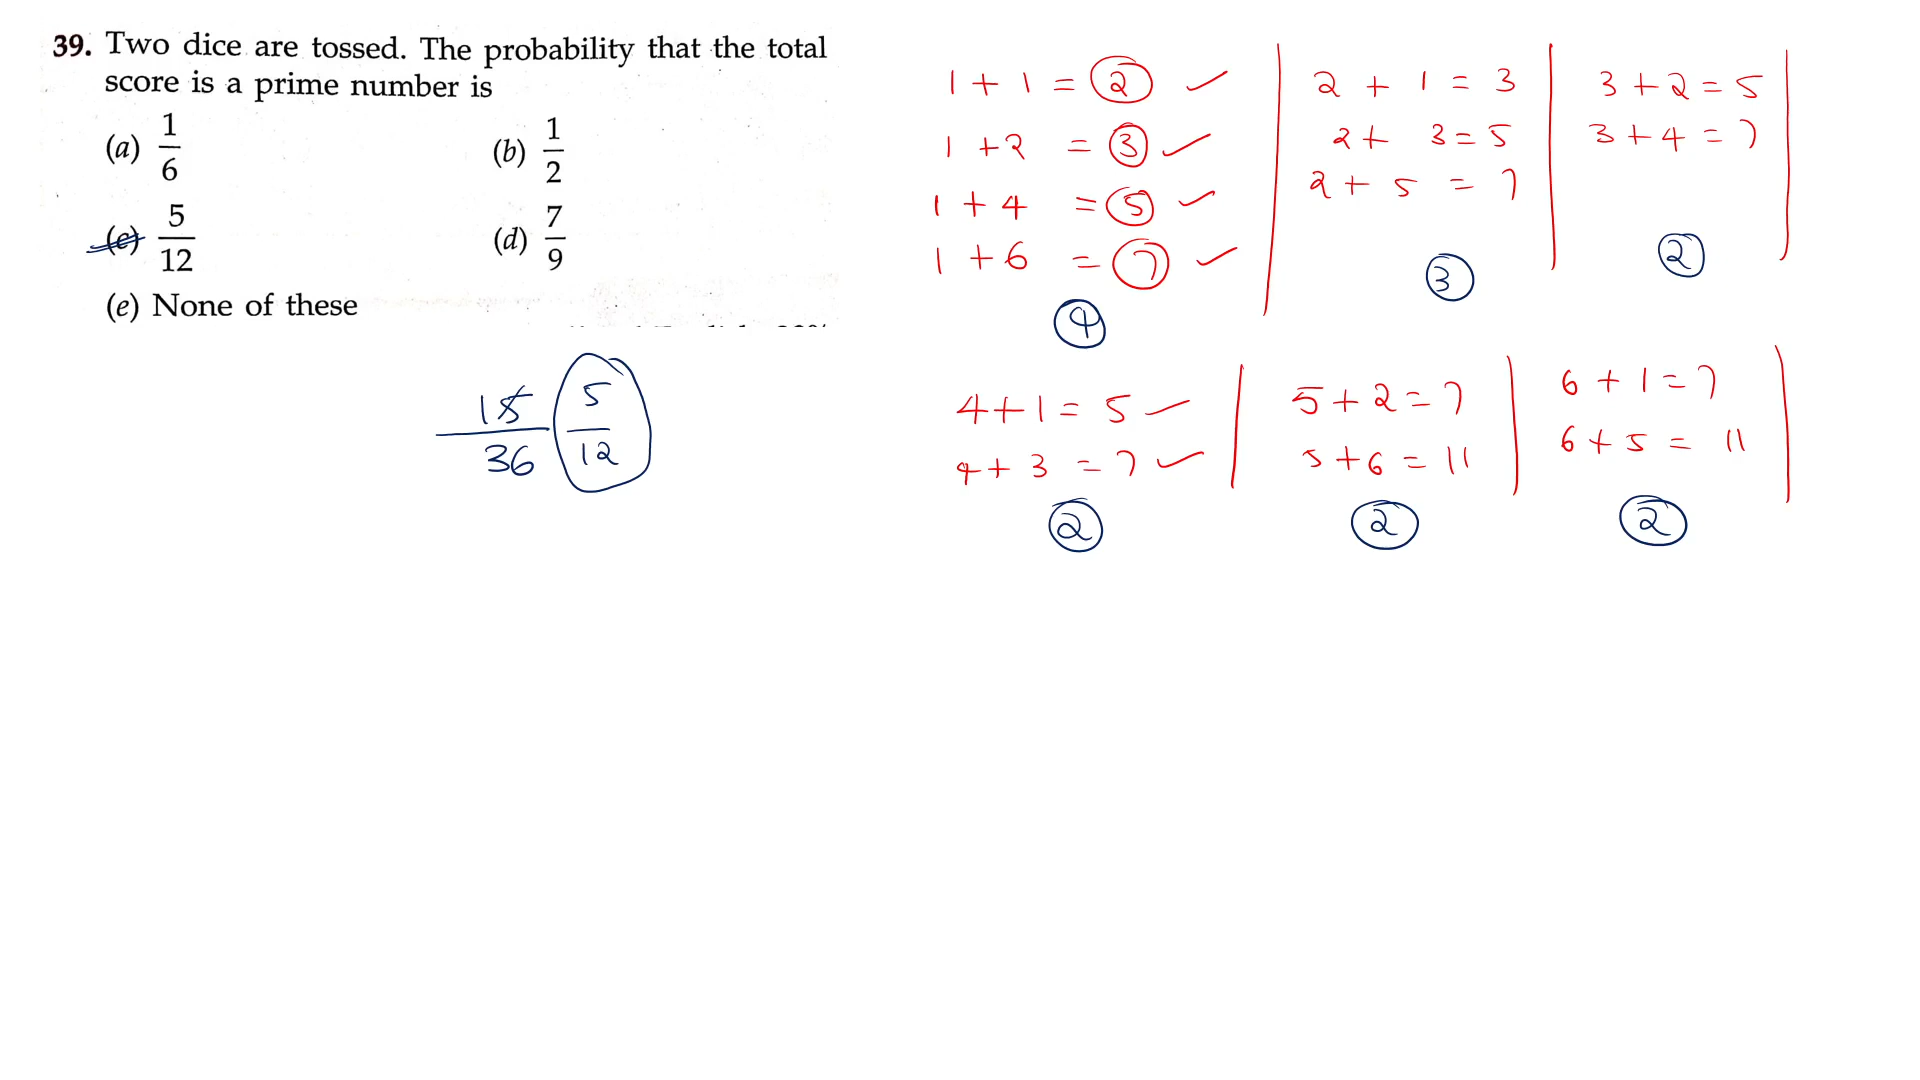 39. Two dice are tossed. The probability that the total
score is a prime number is
(a) 1/6
(b) 1/2
(c) 5/12
(d) 7/9
(e) None of these
15/36 5/12
1 + 1 = 2 ✓
1 + 2 = 3 ✓
1 + 4 = 5 ✓
1 + 6 = 7 ✓
4
2 + 1 = 3
2 + 3 = 5
2 + 5 = 7
3
3 + 2 = 5
3 + 4 = 7
2
4 + 1 = 5 ✓
4 + 3 = 7 ✓
2
5 + 2 = 7
5 + 6 = 11
2
6 + 1 = 7
6 + 5 = 11
2